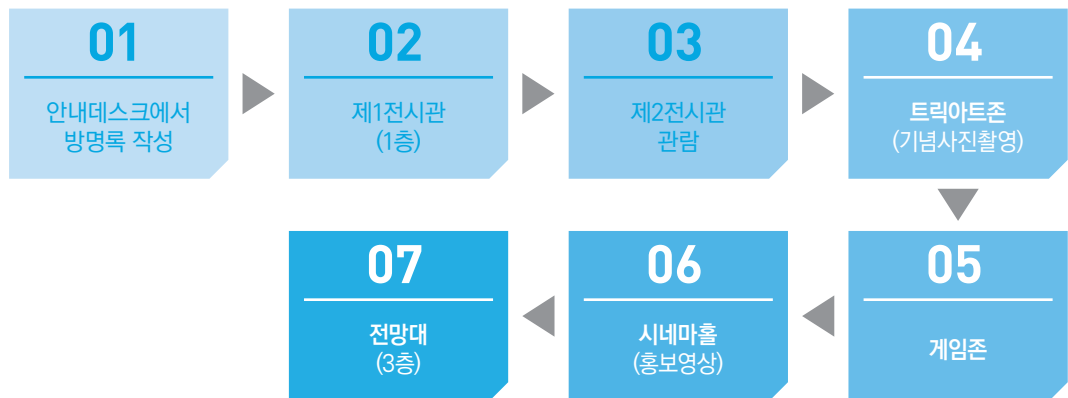 01
안내데스크에서
방명록 작성
02
제1전시관
(1층)
03
제2전시관
관람
04
트릭아트존
(기념사진촬영)
05
게임존
06
시네마홀
(홍보영상)
07
전망대
(3층)